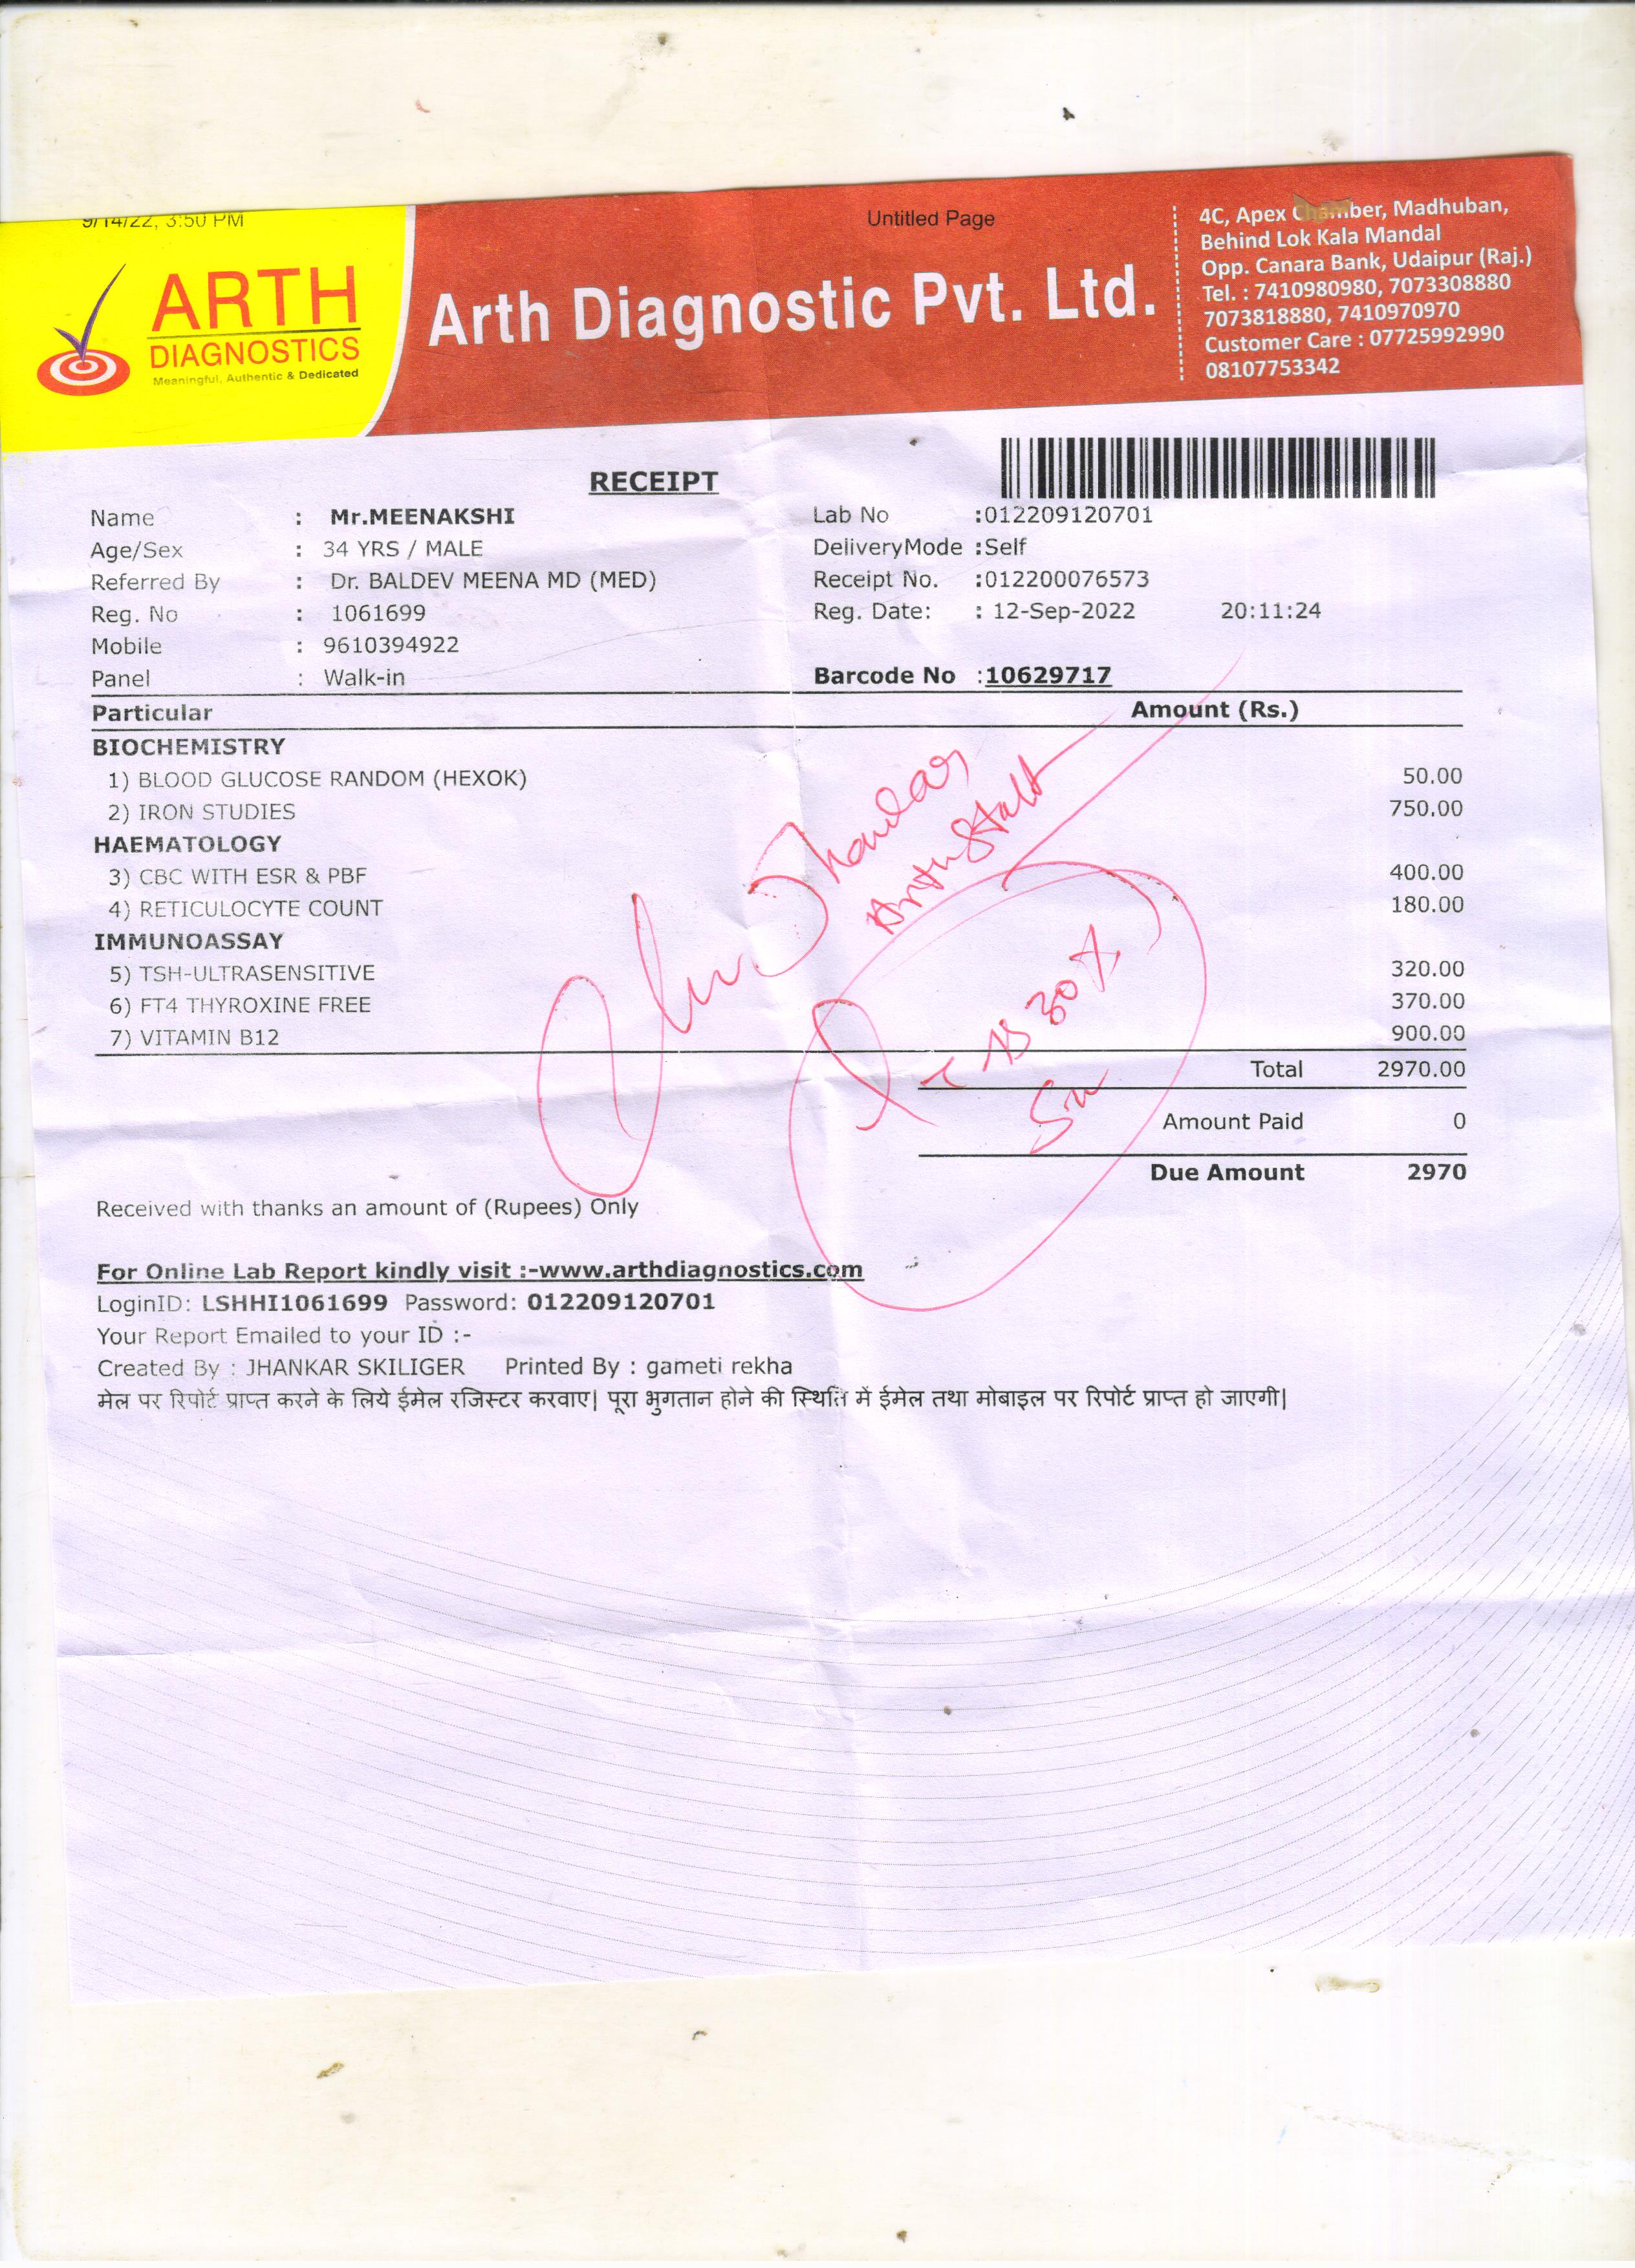 9/14/22, 3:50 PM
Untitled Page
ARTH
DIAGNOSTICS
Meaningful, Authentic & Dedicated
Arth Diagnostic Pvt. Ltd.
4C, Apex Chamber, Madhuban,
Behind Lok Kala Mandal
Opp. Canara Bank, Udaipur (Raj.)
Tel. : 7410980980, 7073308880
7073818880, 7410970970
Customer Care : 07725992990
08107753342
RECEIPT
Name : Mr.MEENAKSHI
Lab No :012209120701
Age/Sex : 34 YRS / MALE
DeliveryMode :Self
Referred By : Dr. BALDEV MEENA MD (MED)
Receipt No. :012200076573
Reg. No : 1061699
Reg. Date: : 12-Sep-2022 20:11:24
Mobile : 9610394922
Panel : Walk-in
Barcode No :10629717
Particular Amount (Rs.)
BIOCHEMISTRY
1) BLOOD GLUCOSE RANDOM (HEXOK) 50.00
2) IRON STUDIES 750.00
HAEMATOLOGY
3) CBC WITH ESR & PBF 400.00
4) RETICULOCYTE COUNT 180.00
IMMUNOASSAY
5) TSH-ULTRASENSITIVE 320.00
6) FT4 THYROXINE FREE 370.00
7) VITAMIN B12 900.00
Total 2970.00
Amount Paid 0
Due Amount 2970
Received with thanks an amount of (Rupees) Only
For Online Lab Report kindly visit :-www.arthdiagnostics.com
LoginID: LSHHI1061699 Password: 012209120701
Your Report Emailed to your ID :-
Created By : JHANKAR SKILIGER Printed By : gameti rekha
मेल पर रिपोर्ट प्राप्त करने के लिये ईमेल रजिस्टर करवाए| पूरा भुगतान होने की स्थिति में ईमेल तथा मोबाइल पर रिपोर्ट प्राप्त हो जाएगी|